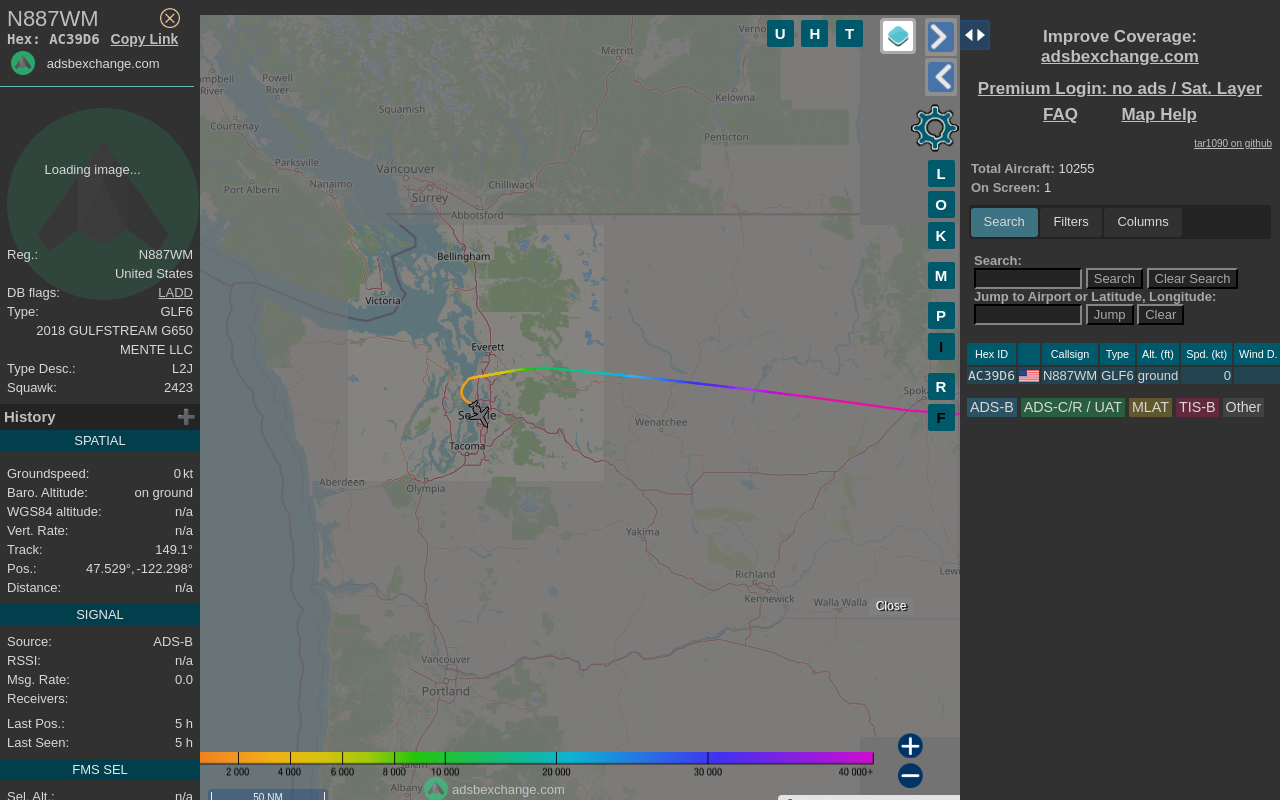 N887WM
Hex: AC39D6 Copy Link
adsbexchange.com
Loading image...
Reg.: N887WM
United States
DB flags: LADD
Type: GLF6
2018 GULFSTREAM G650
MENTE LLC
Type Desc.: L2J
Squawk: 2423
History
SPATIAL
Groundspeed: 0 kt
Baro. Altitude: on ground
WGS84 altitude: n/a
Vert. Rate: n/a
Track: 149.1°
Pos.: 47.529°, -122.298°
Distance: n/a
SIGNAL
Source: ADS-B
RSSI: n/a
Msg. Rate: 0.0
Receivers:
Last Pos.: 5 h
Last Seen: 5 h
FMS SEL
Sel. Alt.: n/a
U H T
L
O
K
M
P
I
R
F
Merritt
Powell
River
Squamish
Kelowna
Courtenay
Penticton
Parksville
Vancouver
Port Alberni
Nanaimo
Chilliwack
Surrey
Abbotsford
Bellingham
Victoria
Everett
Wenatchee
Tacoma
Aberdeen
Olympia
Yakima
Richland
Kennewick
Walla Walla
Close
Vancouver
Portland
Albany
2 000 4 000 6 000 8 000 10 000 20 000 30 000 40 000+
adsbexchange.com
50 NM
Improve Coverage:
adsbexchange.com
Premium Login: no ads / Sat. Layer
FAQ Map Help
tar1090 on github
Total Aircraft: 10255
On Screen: 1
Search Filters Columns
Search:
Search Clear Search
Jump to Airport or Latitude, Longitude:
Jump Clear
Hex ID Callsign Type Alt. (ft) Spd. (kt) Wind D.
AC39D6 N887WM GLF6 ground 0
ADS-B ADS-C/R / UAT MLAT TIS-B Other